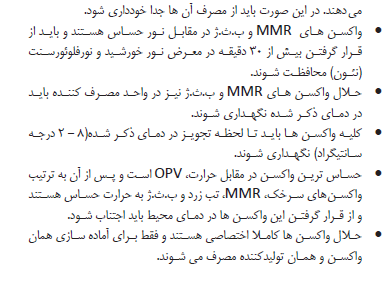 می‌دهند. در این صورت باید از مصرف آن ها جدا خودداری شود.
• واکسن های MMR و ب.ث.ژ در مقابل نور حساس هستند و باید از
قرار گرفتن بیش از ۳۰ دقیقه در معرض نور خورشید و نورفلوئورسنت
(نئون) محافظت شوند.
• حلال واکسن های MMR و ب.ث.ژ نیز در واحد مصرف کننده باید
در دمای ذکر شده نگهداری شوند.
• کلیه واکسن ها باید تا لحظه تجویز در دمای ذکر شده(۸ – ۲ درجه
سانتیگراد) نگهداری شوند.
• حساس ترین واکسن در مقابل حرارت، OPV است و پس از آن به ترتیب
واکسن‌های سرخک، MMR، تب زرد و ب.ث.ژ به حرارت حساس هستند
و از قرار گرفتن این واکسن ها در دمای محیط باید اجتناب شود.
• حلال واکسن ها کاملا اختصاصی هستند و فقط برای آماده سازی همان
واکسن و همان تولیدکننده مصرف می شوند.